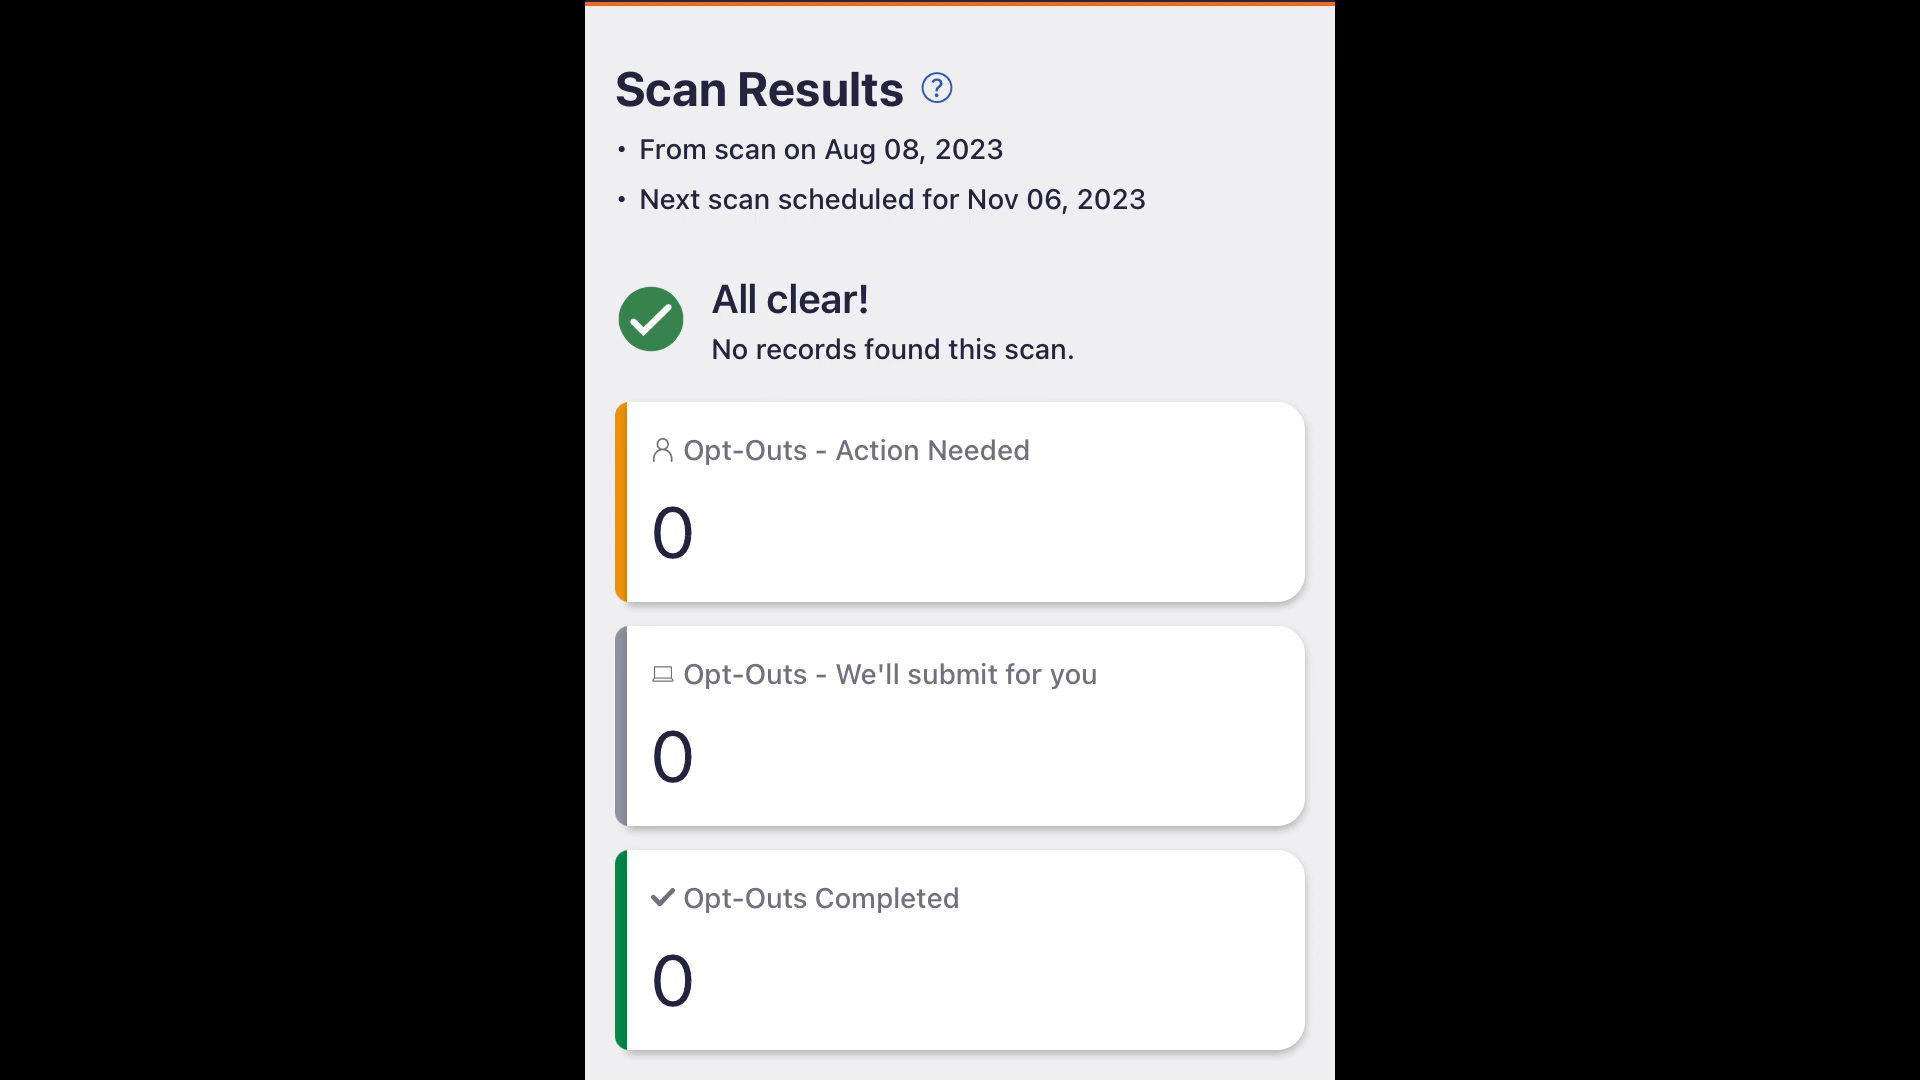 Scan Results ?
• From scan on Aug 08, 2023
• Next scan scheduled for Nov 06, 2023
All clear!
No records found this scan.
Opt-Outs - Action Needed
0
Opt-Outs - We'll submit for you
0
Opt-Outs Completed
0